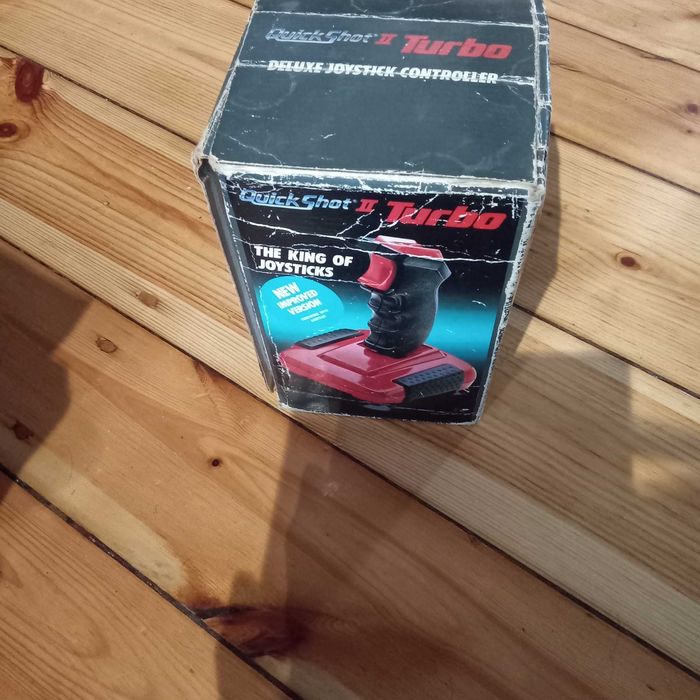 QuickShot® II Turbo
DELUXE JOYSTICK CONTROLLER
QuickShot® II Turbo
THE KING OF
JOYSTICKS
NEW
IMPROVED
VERSION